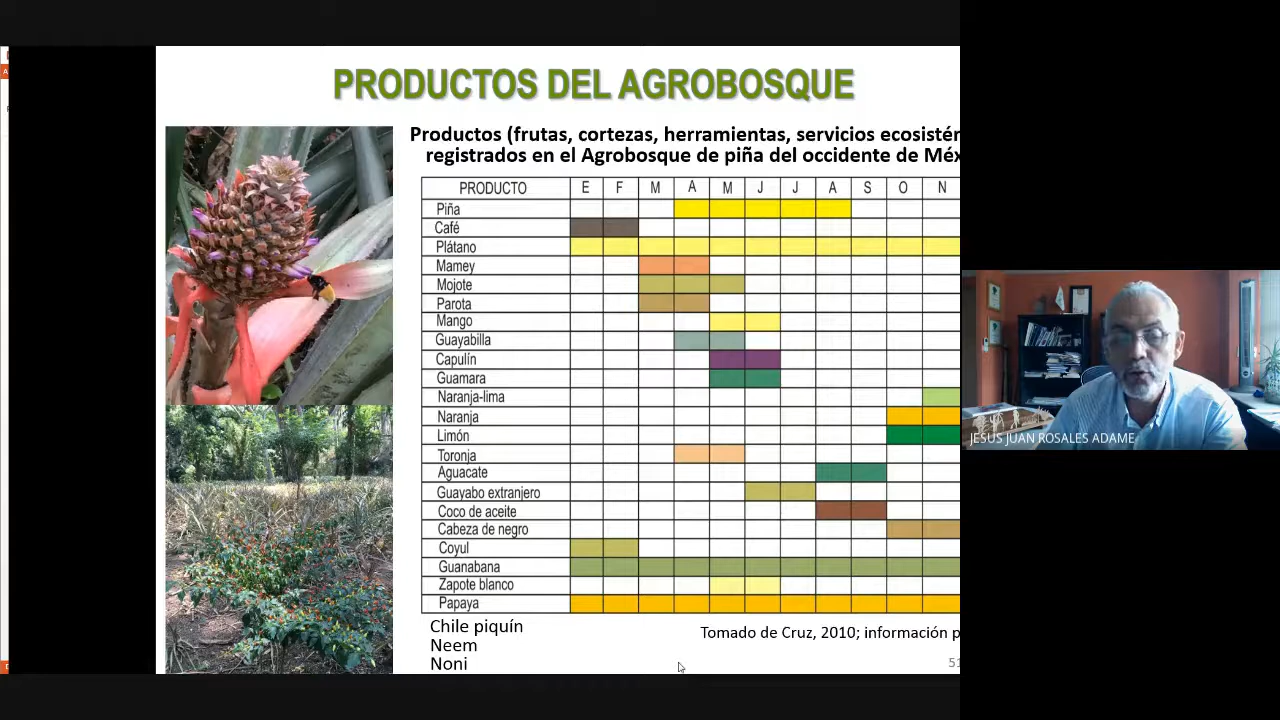 PRODUCTOS DEL AGROBOSQUE
Productos (frutas, cortezas, herramientas, servicios ecosistér
registrados en el Agrobosque de piña del occidente de Méx
PRODUCTO E F M A M J J A S O N
Piña
Café
Plátano
Mamey
Mojote
Parota
Mango
Guayabilla
Capulín
Guamara
Naranja-lima
Naranja
Limón
Toronja
Aguacate
Guayabo extranjero
Coco de aceite
Cabeza de negro
Coyul
Guanabana
Zapote blanco
Papaya
Chile piquín
Neem
Noni
Tomado de Cruz, 2010; información p
51
JESUS JUAN ROSALES ADAME